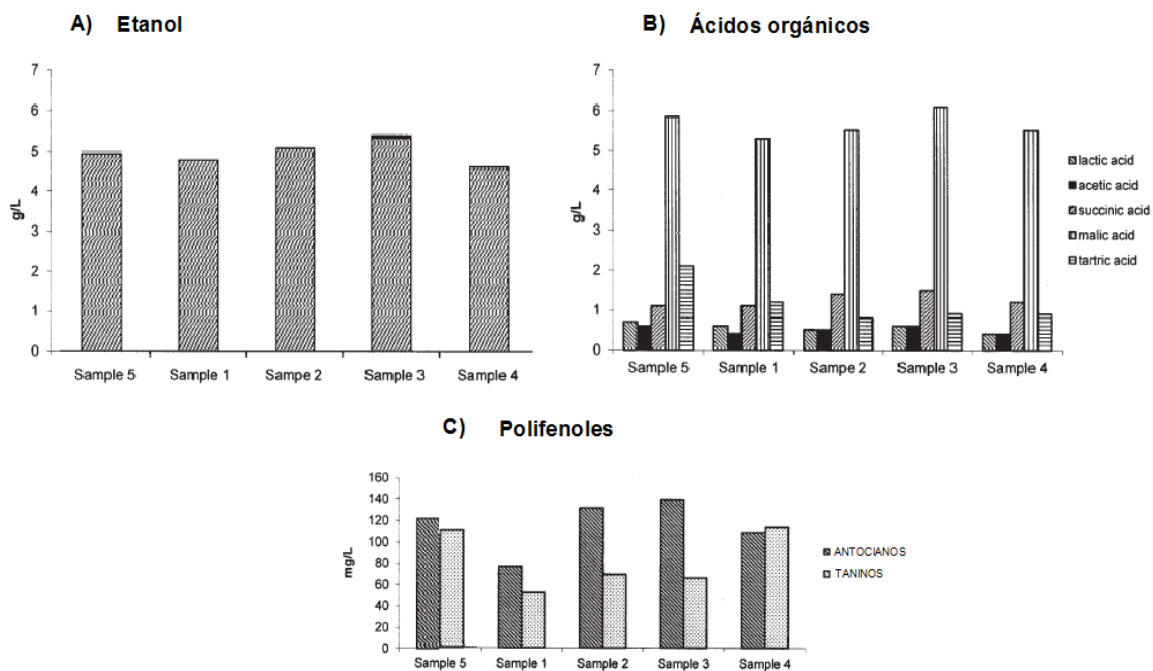 A) Etanol
7
6
5
4
3
2
1
0
g/L
Sample 5 Sample 1 Sampe 2 Sample 3 Sample 4
B) Ácidos orgánicos
7
6
5
4
3
2
1
0
g/L
Sample 5 Sample 1 Sampe 2 Sample 3 Sample 4
lactic acid
acetic acid
succinic acid
malic acid
tartric acid
C) Polifenoles
160
140
120
100
80
60
40
20
0
mg/L
Sample 5 Sample 1 Sample 2 Sample 3 Sample 4
ANTOCIANOS
TANINOS